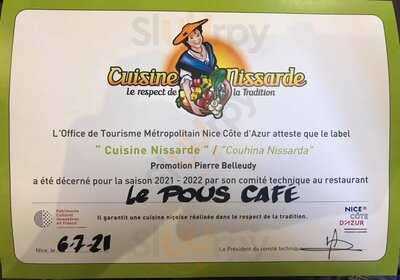 Cuisine Nissarde
Le respect de la Tradition
L'Office de Tourisme Métropolitain Nice Côte d'Azur atteste que le label
" Cuisine Nissarde " / "Couhina Nissarda"
Promotion Pierre Belleudy
a été décerné pour la saison 2021 - 2022 par son comité technique au restaurant
Le POUS CAFÉ
Il garantit une cuisine niçoise réalisée dans le respect de la tradition.
NICE
CÔTE
D'AZUR
Nice, le 6-7-21
Le Président du comité technique